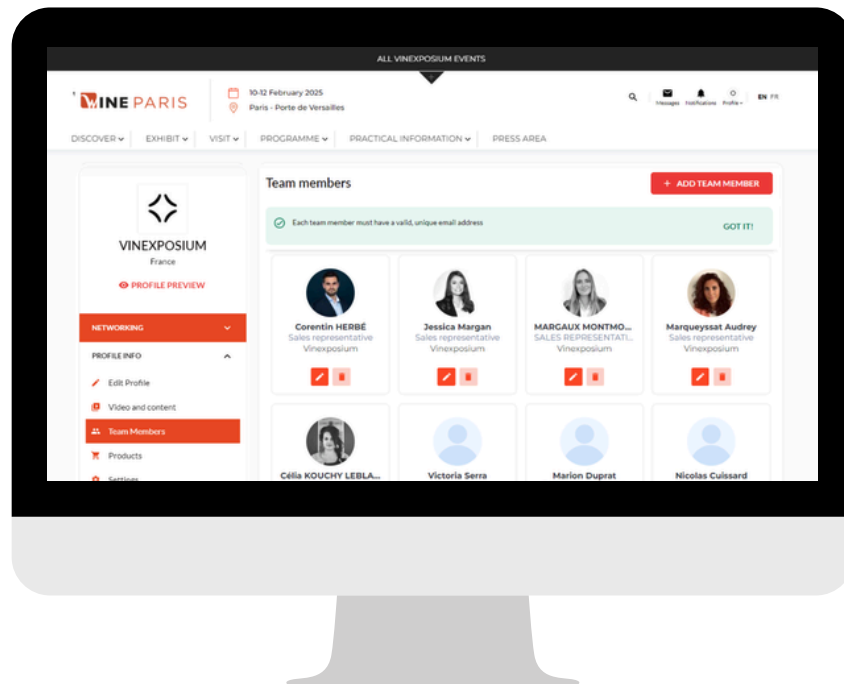 ALL VINEXPOSIUM EVENTS
WINE PARIS
10-12 February 2025
Paris - Porte de Versailles
Messages Notifications Profile
EN FR
DISCOVER EXHIBIT VISIT PROGRAMME PRACTICAL INFORMATION PRESS AREA
VINEXPOSIUM
France
PROFILE PREVIEW
NETWORKING
PROFILE INFO
Edit Profile
Video and content
Team Members
Products
Settings
Team members
+ ADD TEAM MEMBER
Each team member must have a valid, unique email address
GOT IT!
Corentin HERBÉ
Sales representative
Vinexposium
Jessica Margan
Sales representative
Vinexposium
MARGAUX MONTMO...
SALES REPRESENTATI...
Vinexposium
Marqueyssat Audrey
Sales representative
Vinexposium
Célia KOUCHY LEBLA...
Victoria Serra
Marion Duprat
Nicolas Cuissard